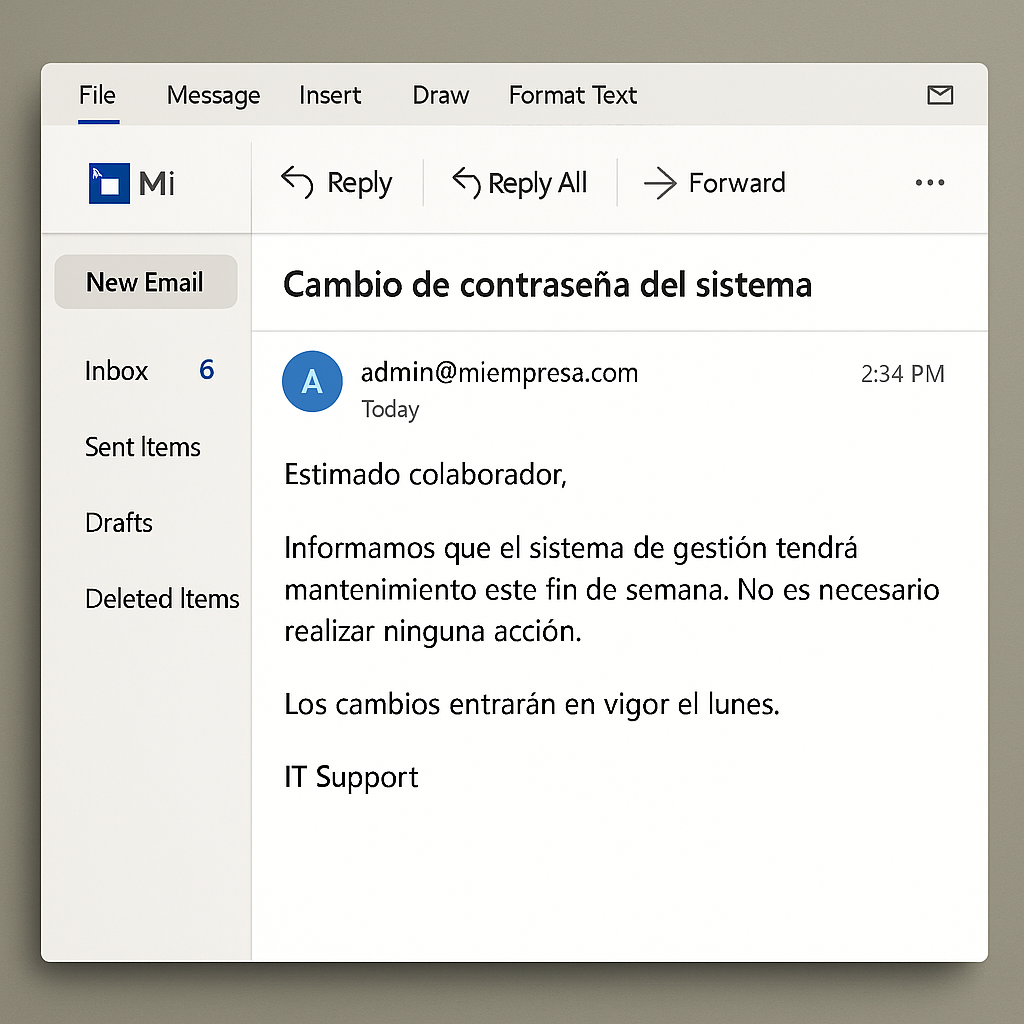 File Message Insert Draw Format Text
Mi
Reply Reply All Forward
New Email
Inbox 6
Sent Items
Drafts
Deleted Items
Cambio de contraseña del sistema
A
admin@miempresa.com 2:34 PM
Today
Estimado colaborador,
Informamos que el sistema de gestión tendrá
mantenimiento este fin de semana. No es necesario
realizar ninguna acción.
Los cambios entrarán en vigor el lunes.
IT Support